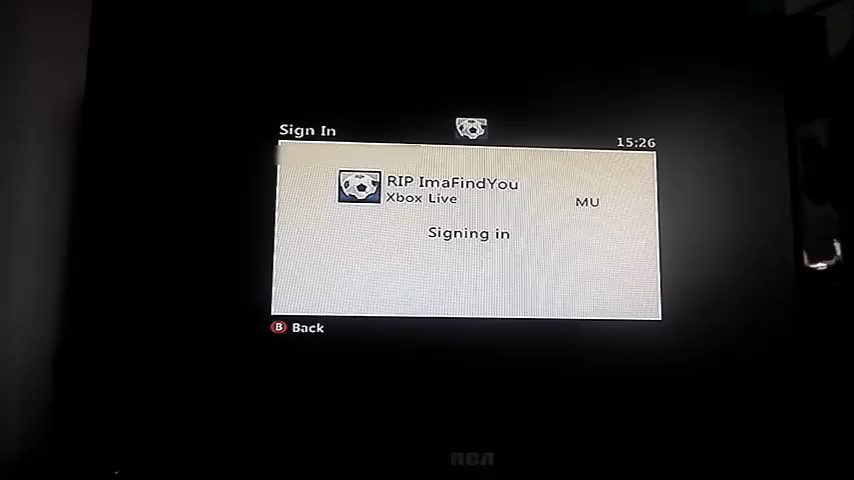 Sign In
15:26
RIP ImaFindYou
Xbox Live
MU
Signing in
B Back
RCA